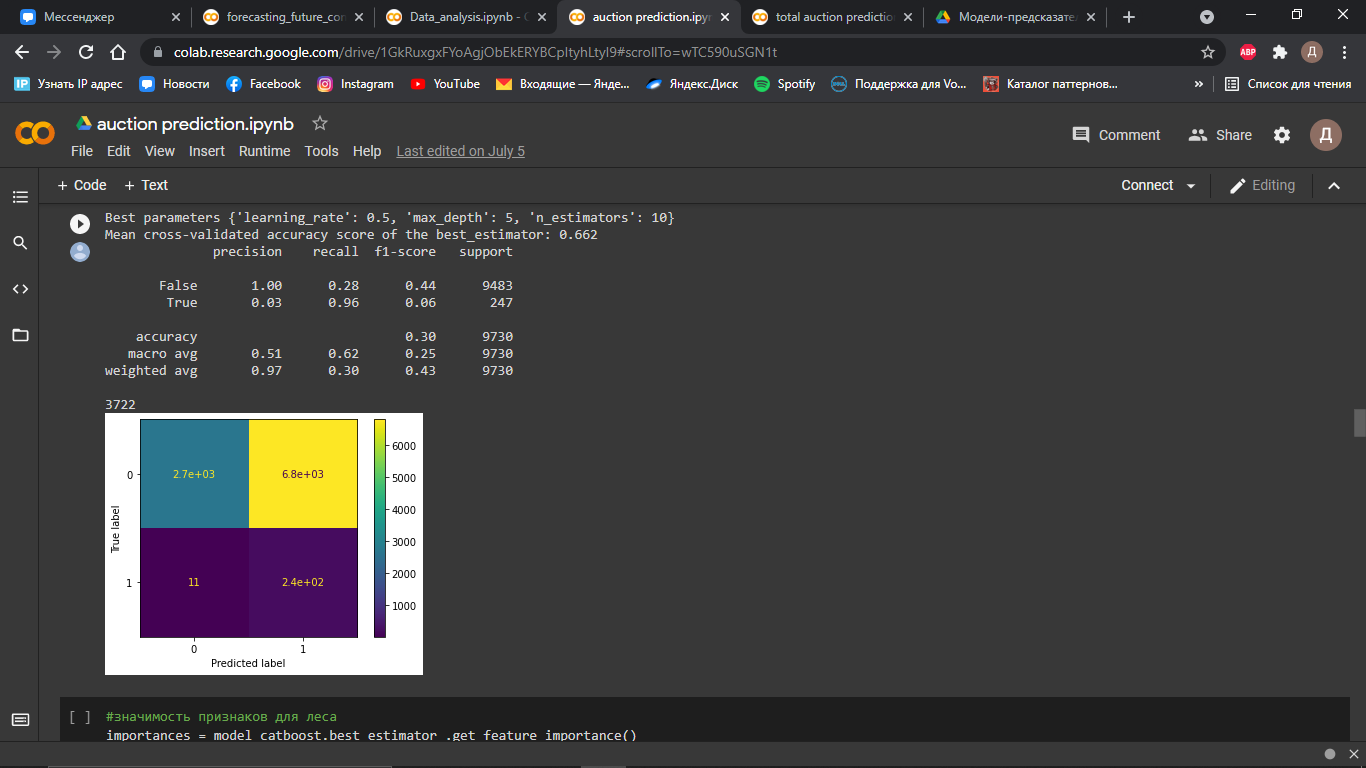 Мессенджер
forecasting_future_con
Data_analysis.ipynb - C
auction prediction.ipyn
total auction predictio
Модели-предсказател
colab.research.google.com/drive/1GkRuxgxFYoAgjObEkERYBCpItyhLtyI9#scrollTo=wTC590uSGN1t
ABP
Д
IP Узнать IP адрес
Новости
Facebook
Instagram
YouTube
Входящие — Янде...
Яндекс.Диск
Spotify
Поддержка для Vo...
Каталог паттернов...
»
Список для чтения
auction prediction.ipynb
Comment
Share
Д
File Edit View Insert Runtime Tools Help Last edited on July 5
+ Code + Text
Connect
Editing
Best parameters {'learning_rate': 0.5, 'max_depth': 5, 'n_estimators': 10}
Mean cross-validated accuracy score of the best_estimator: 0.662
precision recall f1-score support
False 1.00 0.28 0.44 9483
True 0.03 0.96 0.06 247
accuracy 0.30 9730
macro avg 0.51 0.62 0.25 9730
weighted avg 0.97 0.30 0.43 9730
3722
0
2.7e+03
6.8e+03
True label
1
11
2.4e+02
0
1
Predicted label
6000
5000
4000
3000
2000
1000
[ ] #значимость признаков для леса
importances = model_catboost.best_estimator_.get_feature_importance()